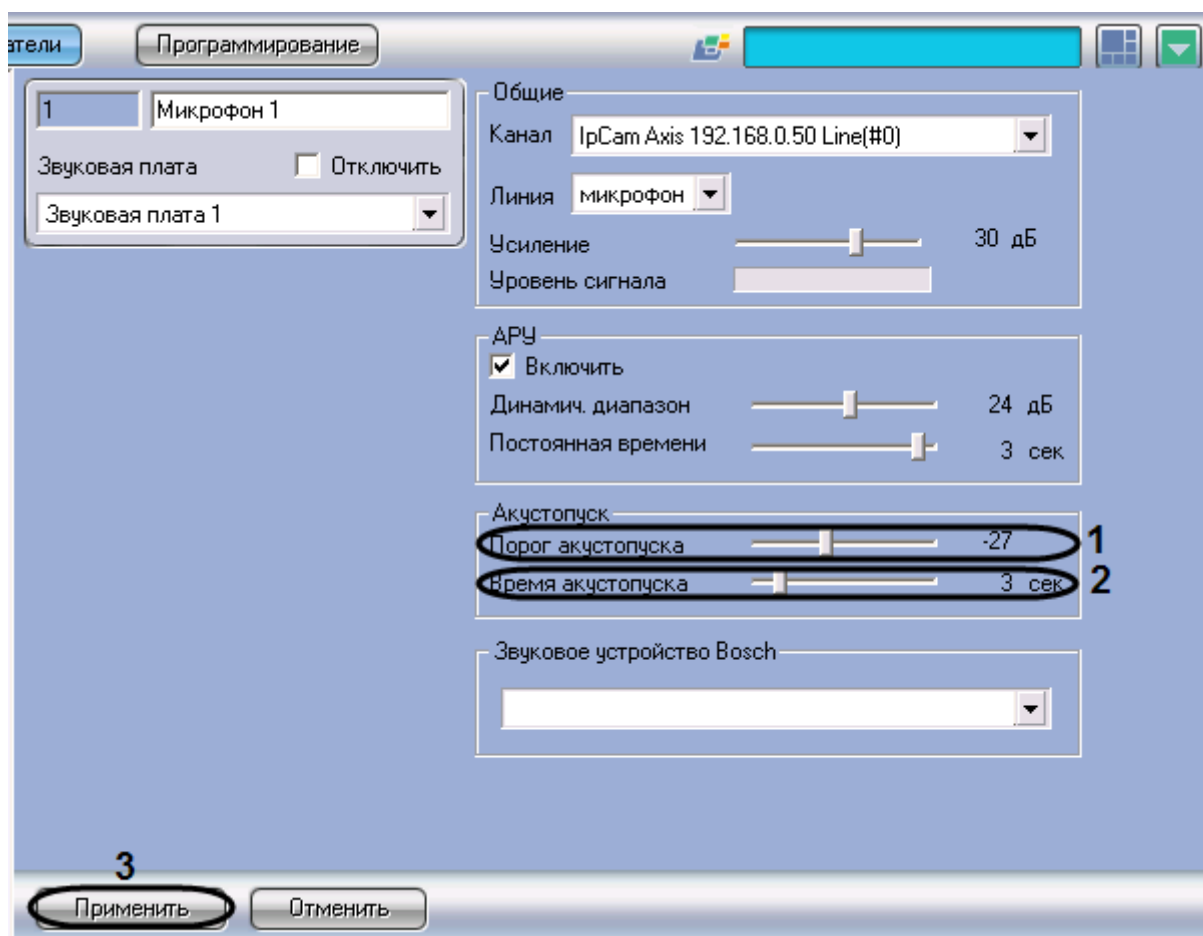 атели
Программирование
1
Микрофон 1
Звуковая плата
Отключить
Звуковая плата 1
Общие
Канал IpCam Axis 192.168.0.50 Line(#0)
Линия микрофон
Усиление 30 дБ
Уровень сигнала
АРУ
Включить
Динамич. диапазон 24 дБ
Постоянная времени 3 сек
Акустопуск
Порог акустопуска -27 1
Время акустопуска 3 сек 2
Звуковое устройство Bosch
3
Применить
Отменить